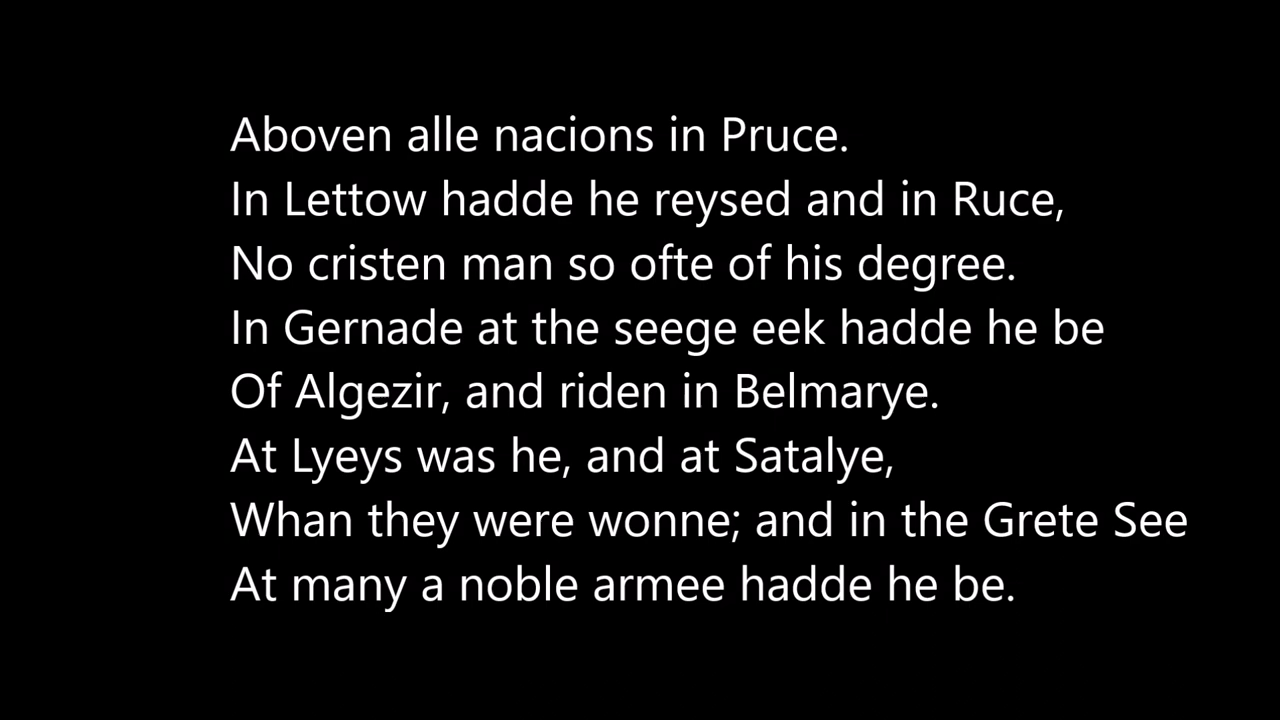 Aboven alle nacions in Pruce.
In Lettow hadde he reysed and in Ruce,
No cristen man so ofte of his degree.
In Gernade at the seege eek hadde he be
Of Algezir, and riden in Belmarye.
At Lyeys was he, and at Satalye,
Whan they were wonne; and in the Grete See
At many a noble armee hadde he be.